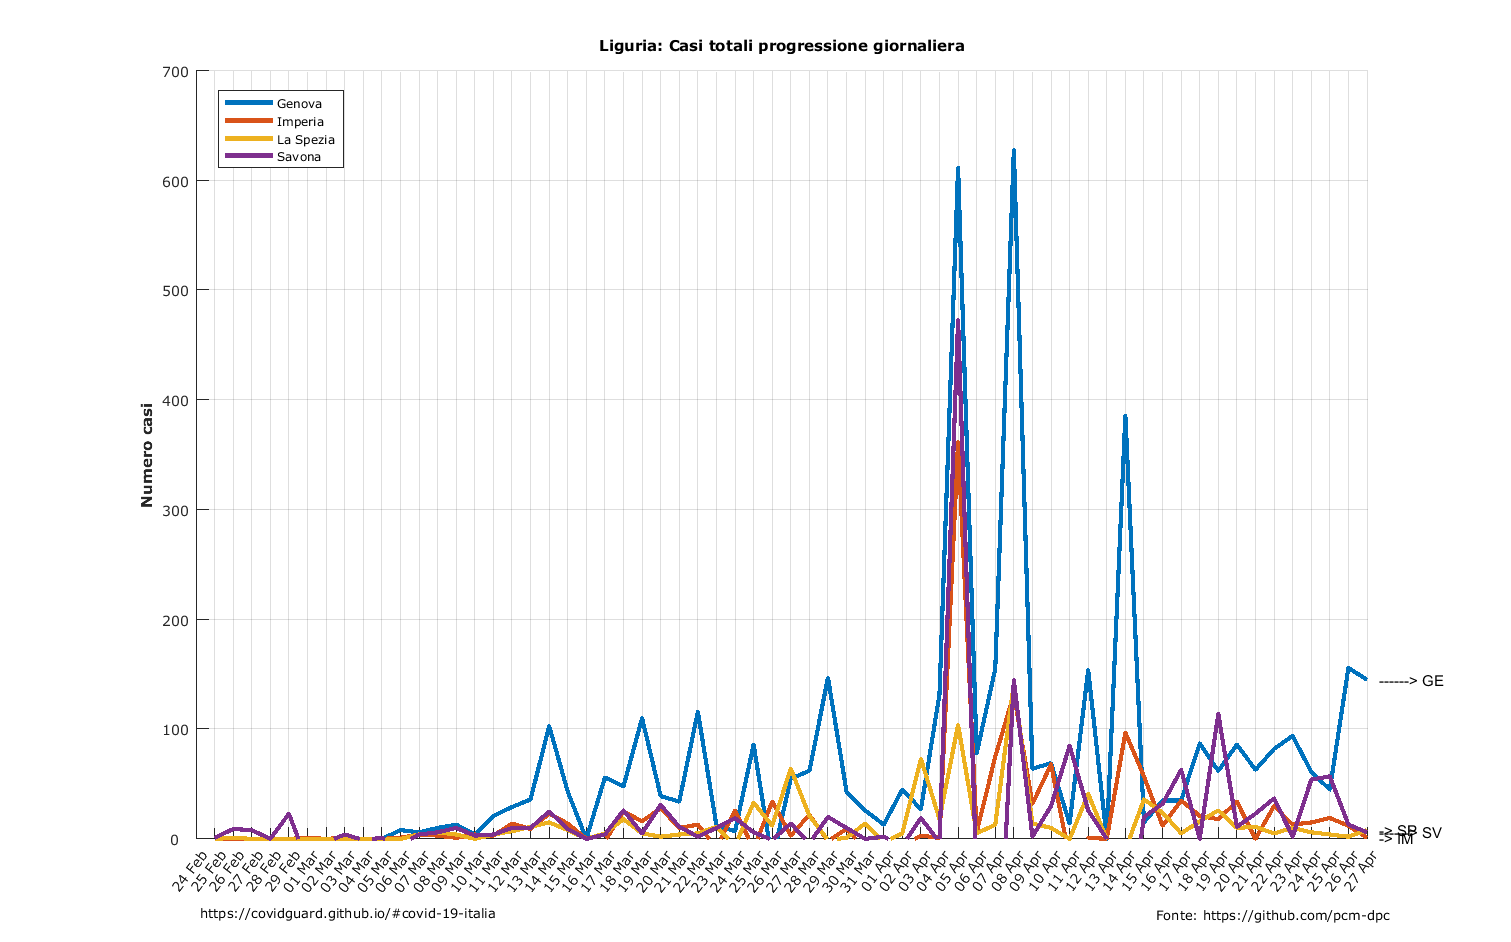 Liguria: Casi totali progressione giornaliera
700
600
500
400
300
200
100
0
Numero casi
Genova
Imperia
La Spezia
Savona
------> GE
-> SP
SV
-> IM
24 Feb
25 Feb
26 Feb
27 Feb
28 Feb
29 Feb
01 Mar
02 Mar
03 Mar
04 Mar
05 Mar
06 Mar
07 Mar
08 Mar
09 Mar
10 Mar
11 Mar
12 Mar
13 Mar
14 Mar
15 Mar
16 Mar
17 Mar
18 Mar
19 Mar
20 Mar
21 Mar
22 Mar
23 Mar
24 Mar
25 Mar
26 Mar
27 Mar
28 Mar
29 Mar
30 Mar
31 Mar
01 Apr
02 Apr
03 Apr
04 Apr
05 Apr
06 Apr
07 Apr
08 Apr
09 Apr
10 Apr
11 Apr
12 Apr
13 Apr
14 Apr
15 Apr
16 Apr
17 Apr
18 Apr
19 Apr
20 Apr
21 Apr
22 Apr
23 Apr
24 Apr
25 Apr
26 Apr
27 Apr
https://covidguard.github.io/#covid-19-italia
Fonte: https://github.com/pcm-dpc